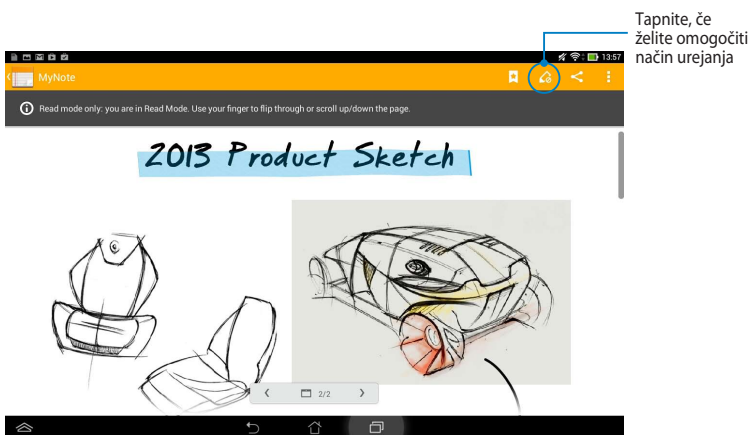 Tapnite, če
želite omogočiti
način urejanja
13:57
MyNote
Read mode only: you are in Read Mode. Use your finger to flip through or scroll up/down the page.
2013 Product Sketch
2/2